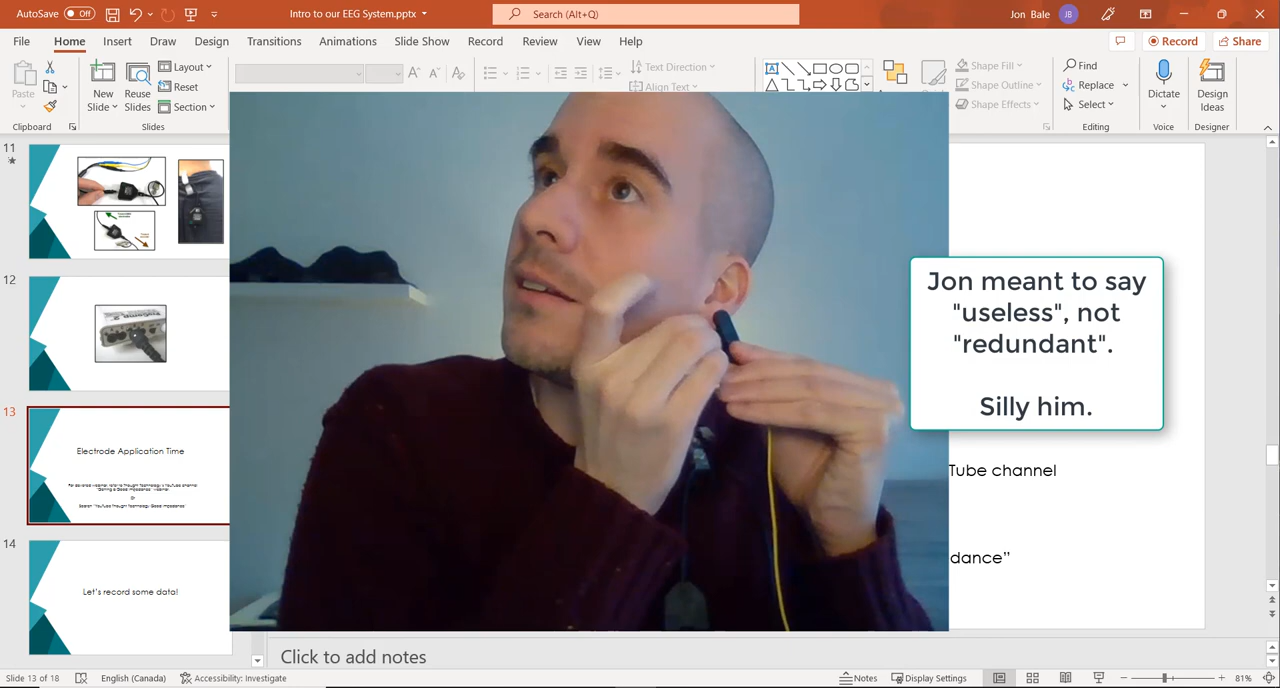 AutoSave Off Intro to our EEG System.pptx Search (Alt+Q) Jon Bale JB
File Home Insert Draw Design Transitions Animations Slide Show Record Review View Help Record Share
Paste New Slide Reuse Slides Layout Reset Section Text Direction Align Text Shape Fill Shape Outline Shape Effects Find Replace Select Dictate Design Ideas
Clipboard Slides Editing Voice Designer
11
12
13
Electrode Application Time
14
Let's record some data!
Jon meant to say
"useless", not
"redundant".
Silly him.
Tube channel
dance"
Click to add notes
Slide 13 of 18 English (Canada) Accessibility: Investigate Notes Display Settings 81%